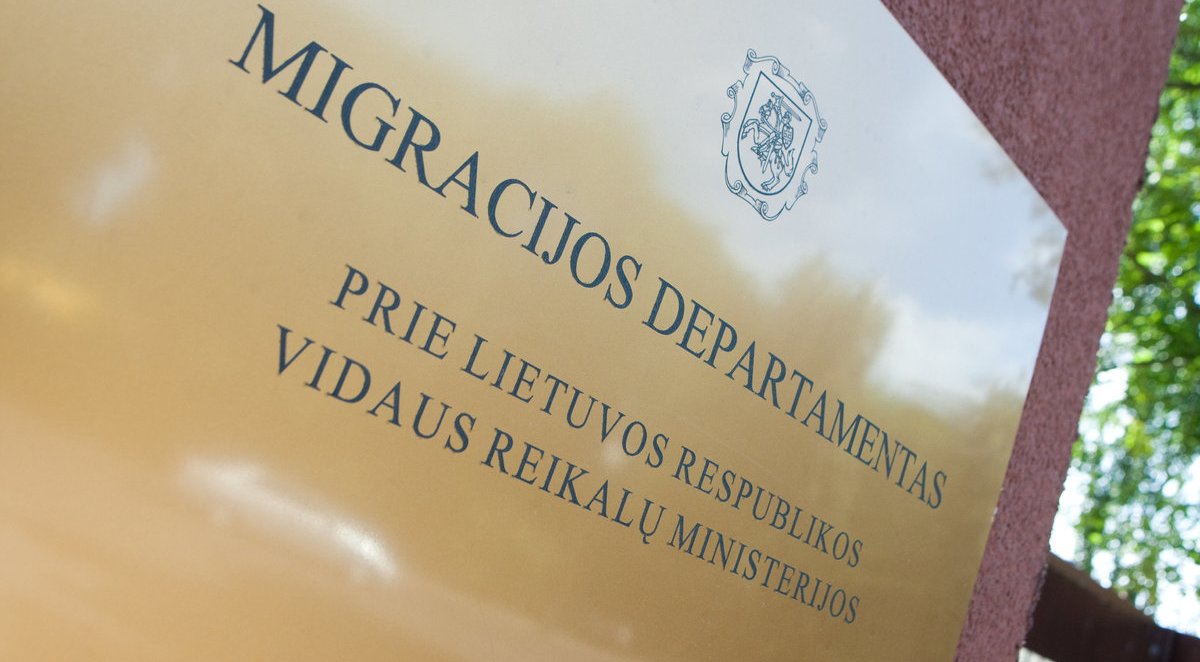 MIGRACIJOS DEPARTAMENTAS
PRIE LIETUVOS RESPUBLIKOS
VIDAUS REIKALŲ MINISTERIJOS